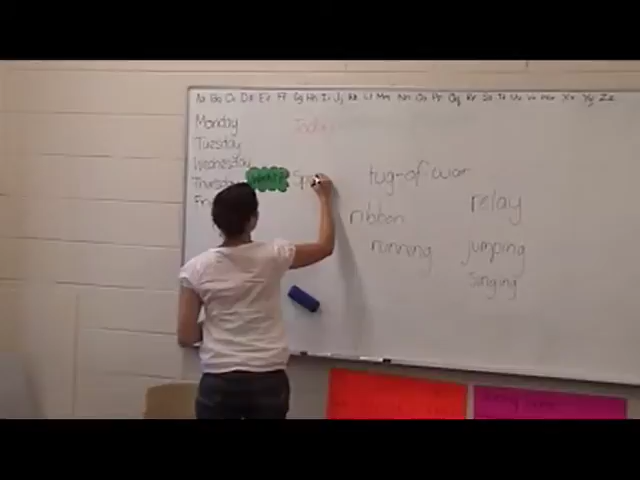 Aa Bb Cc Dd Ee Ff Gg Hh Ii Jj Kk Ll Mm Nn Oo Pp Qq Rr Ss Tt Uu Vv Ww Xx Yy Zz
Monday
Tuesday
Wednesday
Thursday
Sp
tug-of war
ribbon
relay
running
jumping
singing